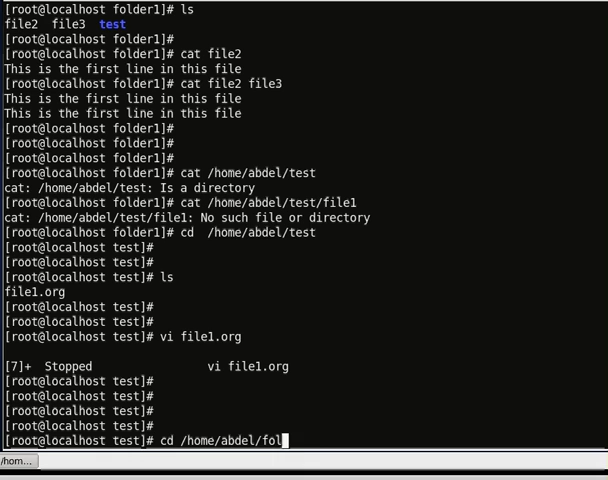 [root@localhost folder1]# ls
file2  file3  test
[root@localhost folder1]#
[root@localhost folder1]# cat file2
This is the first line in this file
[root@localhost folder1]# cat file2 file3
This is the first line in this file
This is the first line in this file
[root@localhost folder1]#
[root@localhost folder1]#
[root@localhost folder1]#
[root@localhost folder1]# cat /home/abdel/test
cat: /home/abdel/test: Is a directory
[root@localhost folder1]# cat /home/abdel/test/file1
cat: /home/abdel/test/file1: No such file or directory
[root@localhost folder1]# cd  /home/abdel/test
[root@localhost test]#
[root@localhost test]#
[root@localhost test]# ls
file1.org
[root@localhost test]#
[root@localhost test]#
[root@localhost test]# vi file1.org
[7]+  Stopped                 vi file1.org
[root@localhost test]#
[root@localhost test]#
[root@localhost test]#
[root@localhost test]#
[root@localhost test]# cd /home/abdel/fol
/hom...